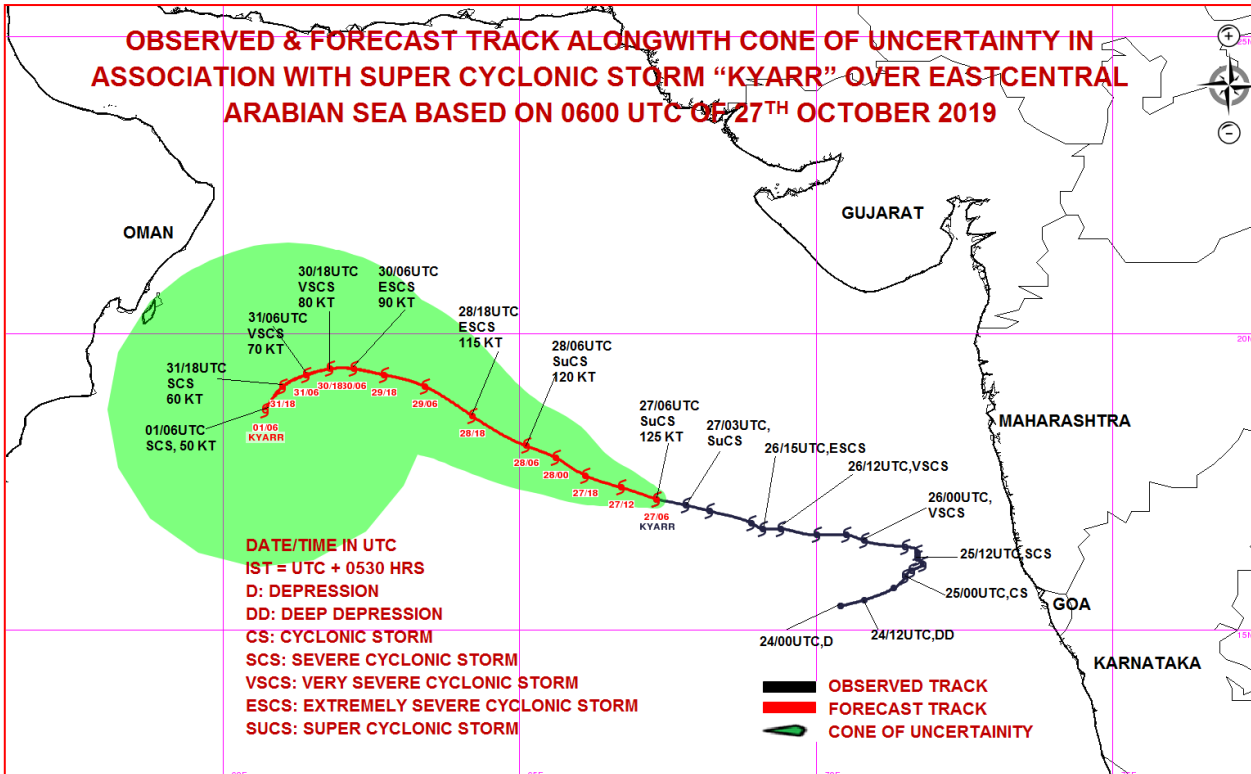 OBSERVED & FORECAST TRACK ALONGWITH CONE OF UNCERTAINTY IN
ASSOCIATION WITH SUPER CYCLONIC STORM “KYARR” OVER EASTCENTRAL
ARABIAN SEA BASED ON 0600 UTC OF 27TH OCTOBER 2019
25N
OMAN
GUJARAT
30/18UTC
VSCS
80 KT
30/06UTC
ESCS
90 KT
28/18UTC
ESCS
115 KT
31/06UTC
VSCS
70 KT
20N
28/06UTC
SuCS
120 KT
31/18UTC
SCS
60 KT
01/06UTC
SCS, 50 KT
27/06UTC
SuCS
125 KT
27/03UTC,
SuCS
26/15UTC,ESCS
26/12UTC,VSCS
26/00UTC,
VSCS
25/12UTC,SCS
25/00UTC,CS
24/12UTC,DD
24/00UTC,D
01/06
KYARR
31/18
31/06
30/18
30/06
29/18
29/06
28/18
28/06
28/00
27/18
27/12
27/06
KYARR
MAHARASHTRA
GOA
15N
KARNATAKA
DATE/TIME IN UTC
IST = UTC + 0530 HRS
D: DEPRESSION
DD: DEEP DEPRESSION
CS: CYCLONIC STORM
SCS: SEVERE CYCLONIC STORM
VSCS: VERY SEVERE CYCLONIC STORM
ESCS: EXTREMELY SEVERE CYCLONIC STORM
SUCS: SUPER CYCLONIC STORM
OBSERVED TRACK
FORECAST TRACK
CONE OF UNCERTAINITY